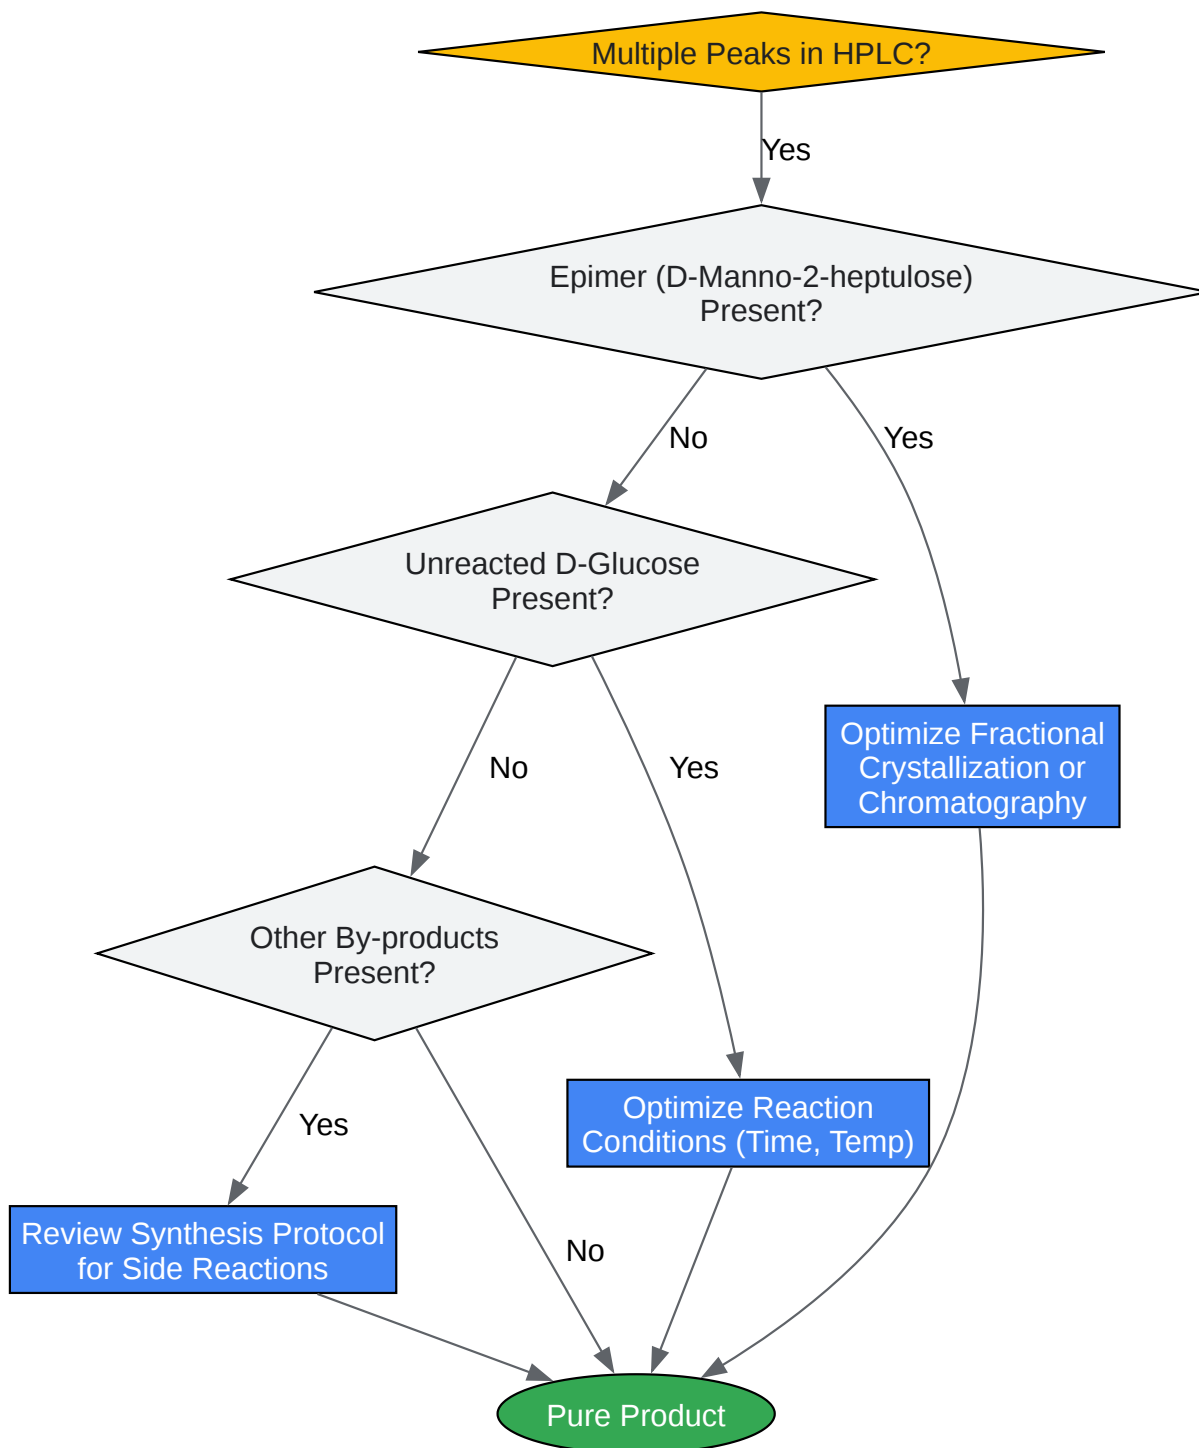 Multiple Peaks in HPLC?
Yes
Epimer (D-Manno-2-heptulose)
Present?
No
Yes
Unreacted D-Glucose
Present?
Optimize Fractional
Crystallization or
Chromatography
No
Yes
Other By-products
Present?
Optimize Reaction
Conditions (Time, Temp)
Yes
Review Synthesis Protocol
for Side Reactions
No
Pure Product